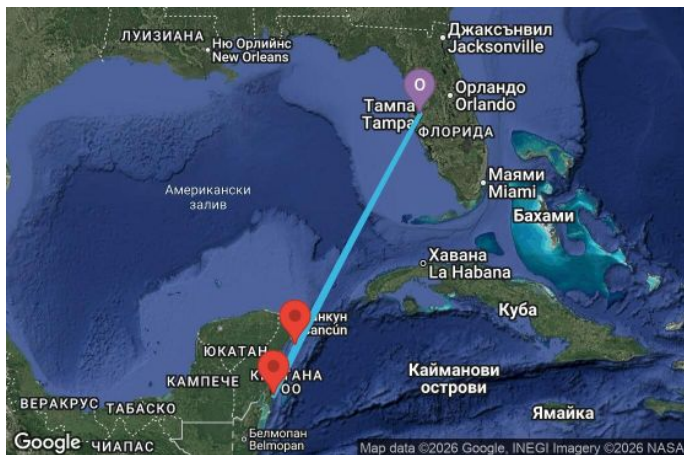 ЛУИЗИАНА
Ню Орлийнс
New Orleans
Джаксънвил
Jacksonville
O
Орландо
Orlando
Тампа
Tampa
ФЛОРИДА
Маями
Miami
Американски
залив
Бахами
Хавана
La Habana
Куба
ЮКАТАН
КАМПЕЧЕ
Кайманови
острови
ВЕРАКРУС
ТАБАСКО
Ямайка
Белмопан
Belmopan
ЧИАПАС
Google
Map data ©2026 Google, INEGI Imagery ©2026 NASA